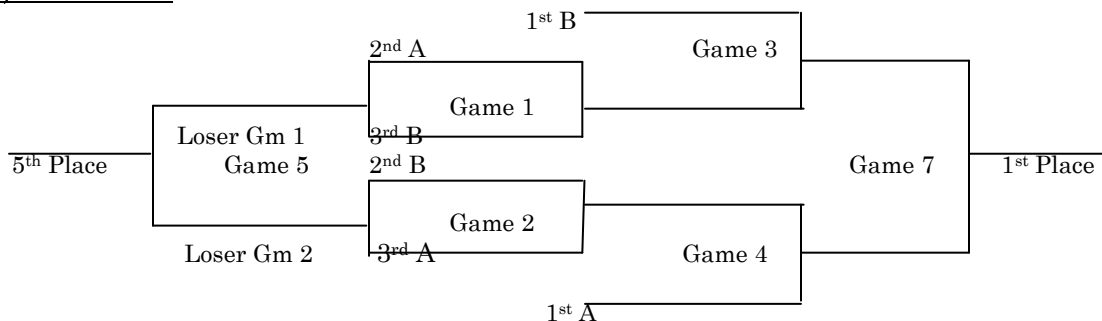 1st B
2nd A
Game 3
Game 1
Loser Gm 1
3rd B
5th Place
Game 5
2nd B
Game 7
1st Place
Game 2
Loser Gm 2
3rd A
Game 4
1st A